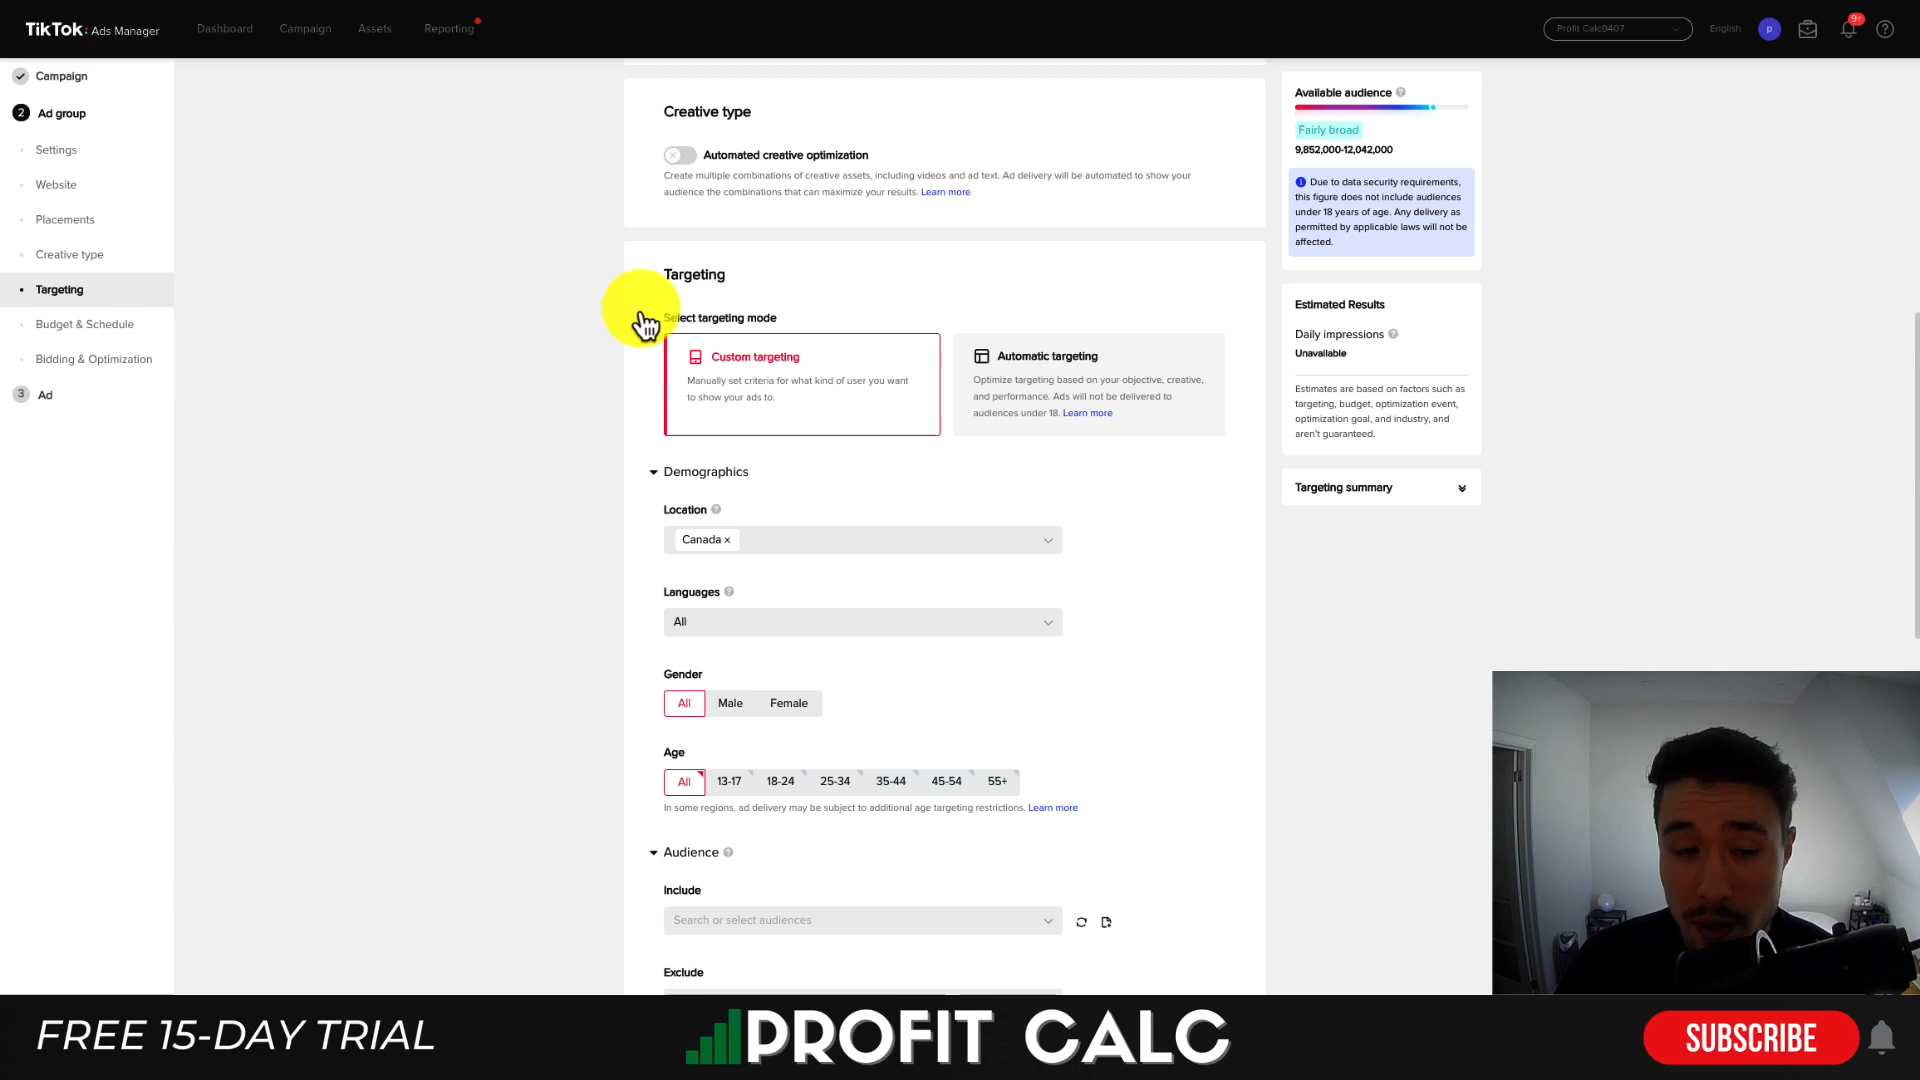 TikTok: Ads Manager
Dashboard
Campaign
Assets
Reporting
Profit Calc0407
English
p
9+
Campaign
2 Ad group
Settings
Website
Placements
Creative type
Targeting
Budget & Schedule
Bidding & Optimization
3 Ad
Creative type
Automated creative optimization
Create multiple combinations of creative assets, including videos and ad text. Ad delivery will be automated to show your
audience the combinations that can maximize your results. Learn more
Targeting
Select targeting mode
Custom targeting
Manually set criteria for what kind of user you want
to show your ads to.
Automatic targeting
Optimize targeting based on your objective, creative,
and performance. Ads will not be delivered to
audiences under 18. Learn more
Demographics
Location
Canada ×
Languages
All
Gender
All Male Female
Age
All 13-17 18-24 25-34 35-44 45-54 55+
In some regions, ad delivery may be subject to additional age targeting restrictions. Learn more
Audience
Include
Search or select audiences
Exclude
Available audience
Fairly broad
9,852,000-12,042,000
Due to data security requirements,
this figure does not include audiences
under 18 years of age. Any delivery as
permitted by applicable laws will not be
affected.
Estimated Results
Daily impressions
Unavailable
Estimates are based on factors such as
targeting, budget, optimization event,
optimization goal, and industry, and
aren't guaranteed.
Targeting summary
FREE 15-DAY TRIAL
PROFIT CALC
SUBSCRIBE